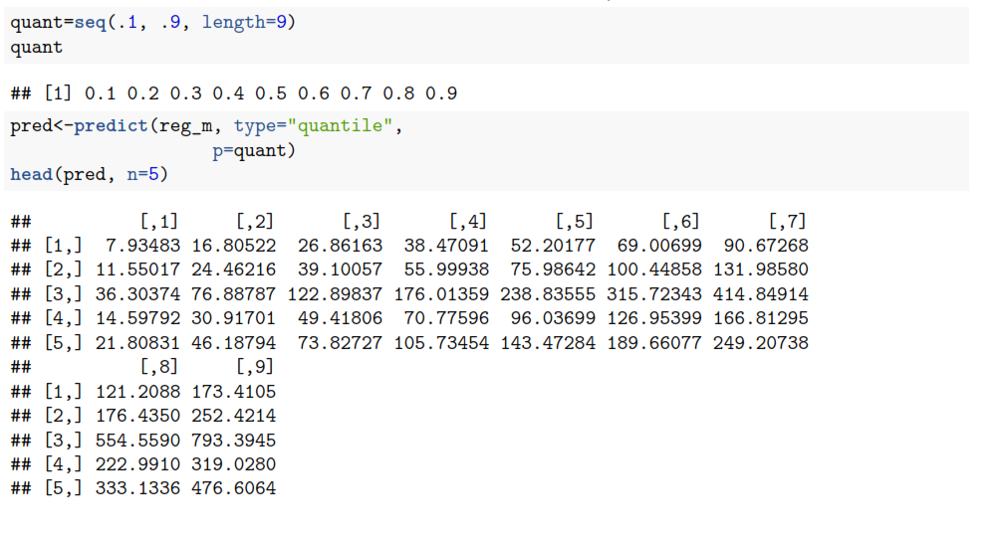 quant=seq(.1, .9, length=9)
quant
## [1] 0.1 0.2 0.3 0.4 0.5 0.6 0.7 0.8 0.9
pred<-predict(reg_m, type="quantile",
p=quant)
head(pred, n=5)
## [,1] [,2] [,3] [,4] [,5] [,6] [,7]
## [1,] 7.93483 16.80522 26.86163 38.47091 52.20177 69.00699 90.67268
## [2,] 11.55017 24.46216 39.10057 55.99938 75.98642 100.44858 131.98580
## [3,] 36.30374 76.88787 122.89837 176.01359 238.83555 315.72343 414.84914
## [4,] 14.59792 30.91701 49.41806 70.77596 96.03699 126.95399 166.81295
## [5,] 21.80831 46.18794 73.82727 105.73454 143.47284 189.66077 249.20738
## [,8] [,9]
## [1,] 121.2088 173.4105
## [2,] 176.4350 252.4214
## [3,] 554.5590 793.3945
## [4,] 222.9910 319.0280
## [5,] 333.1336 476.6064